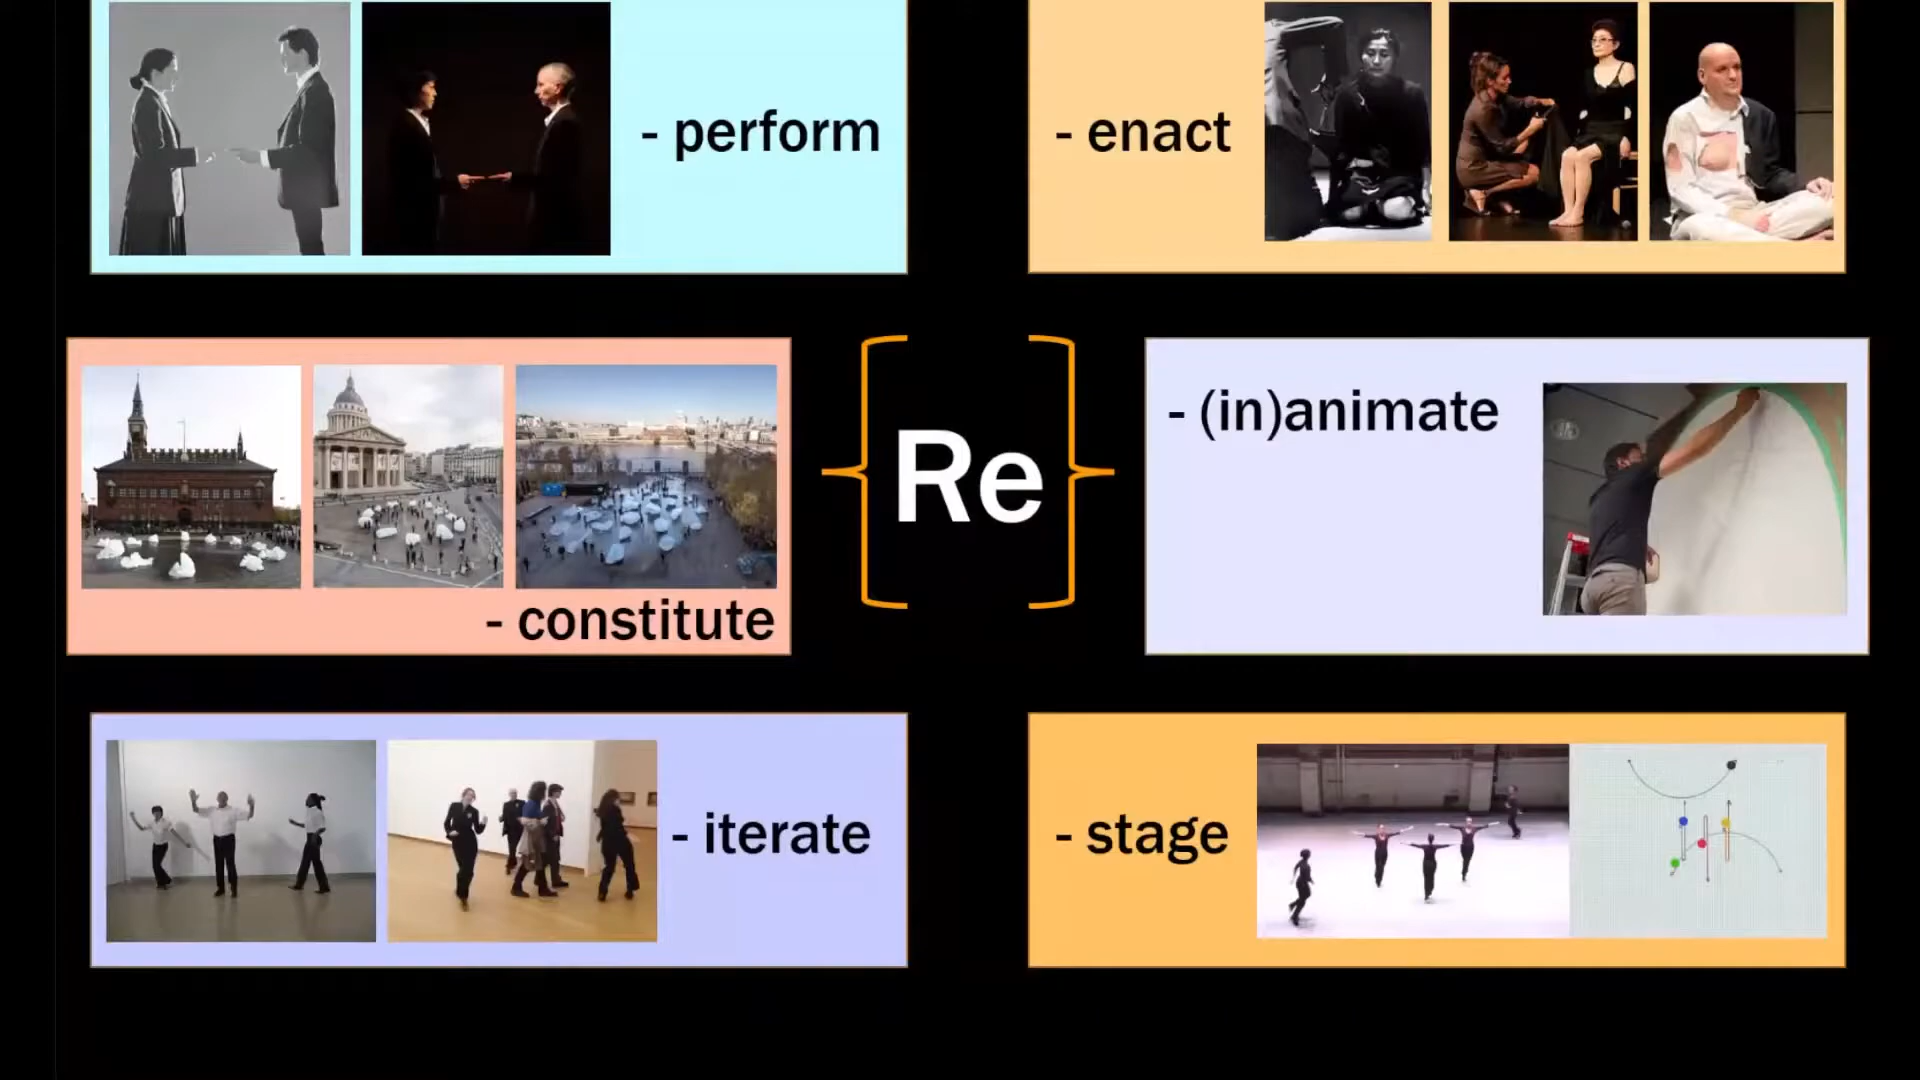 - perform
- enact
- constitute
Re
- (in)animate
- iterate
- stage